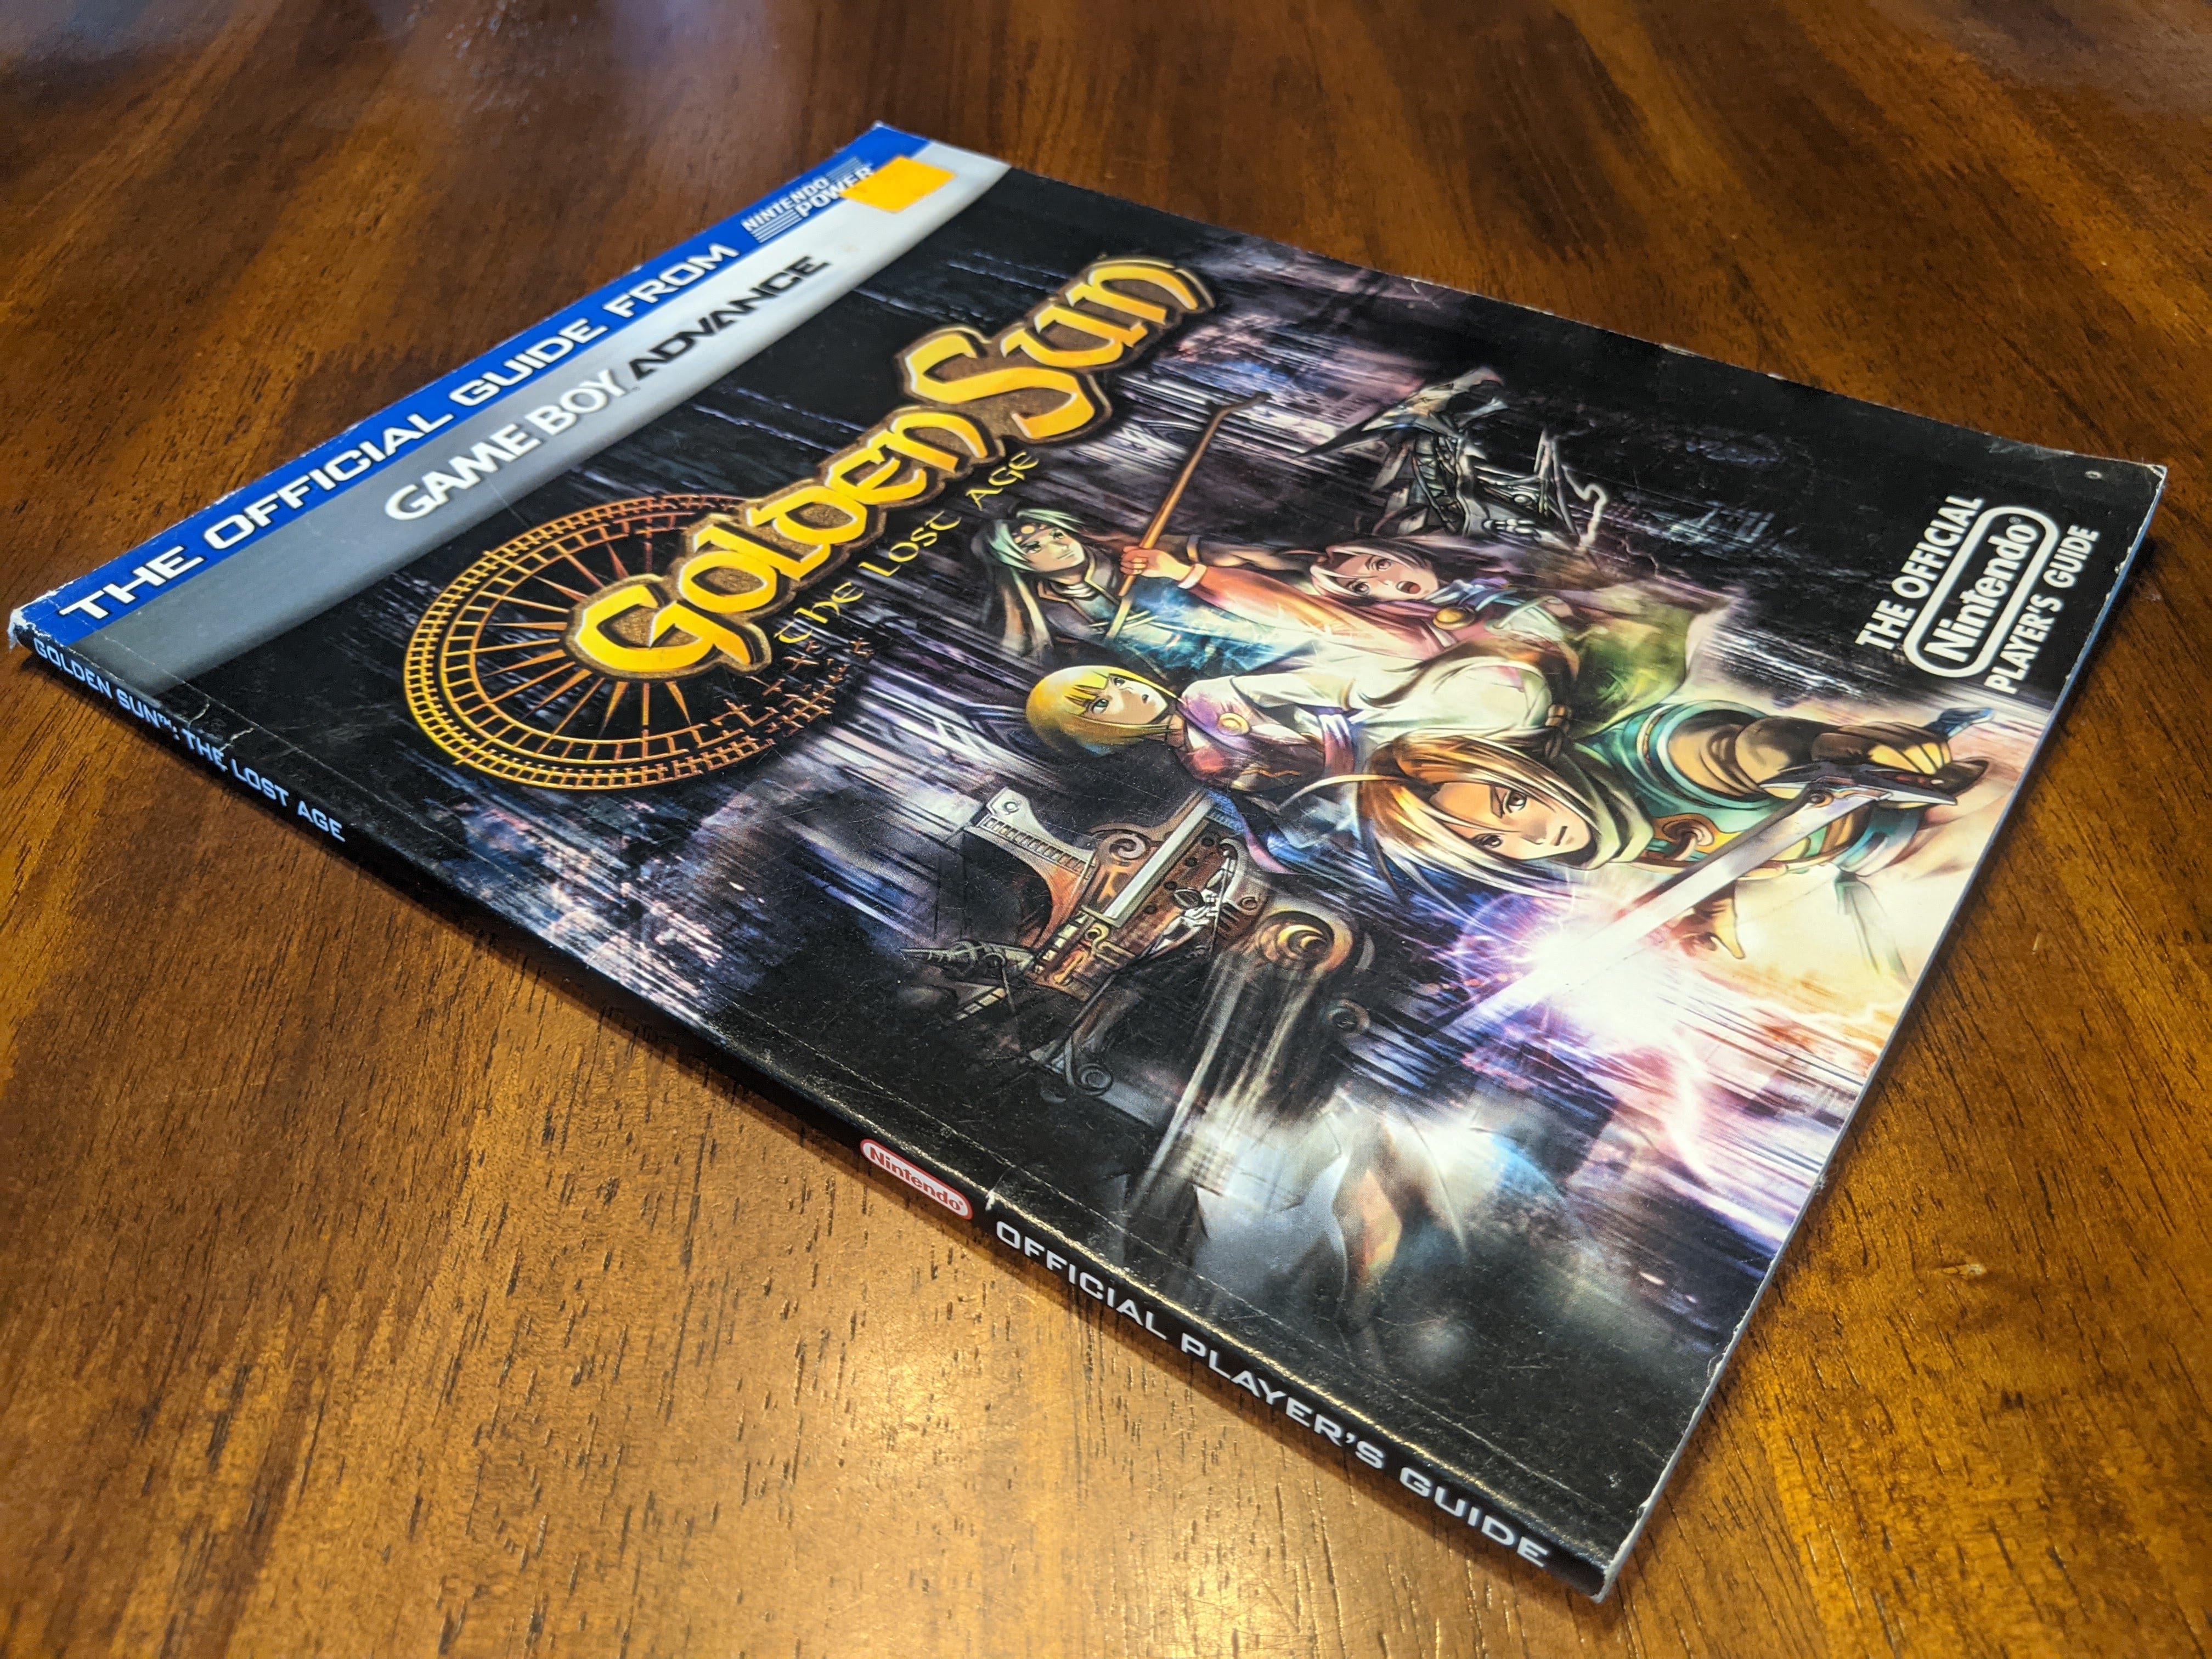 THE OFFICIAL GUIDE FROM
NINTENDO
POWER
GAME BOY ADVANCE
GOLDEN SUN
THE LOST AGE
THE OFFICIAL
Nintendo®
PLAYER'S GUIDE
GOLDEN SUN™: THE LOST AGE
Nintendo®
OFFICIAL PLAYER'S GUIDE